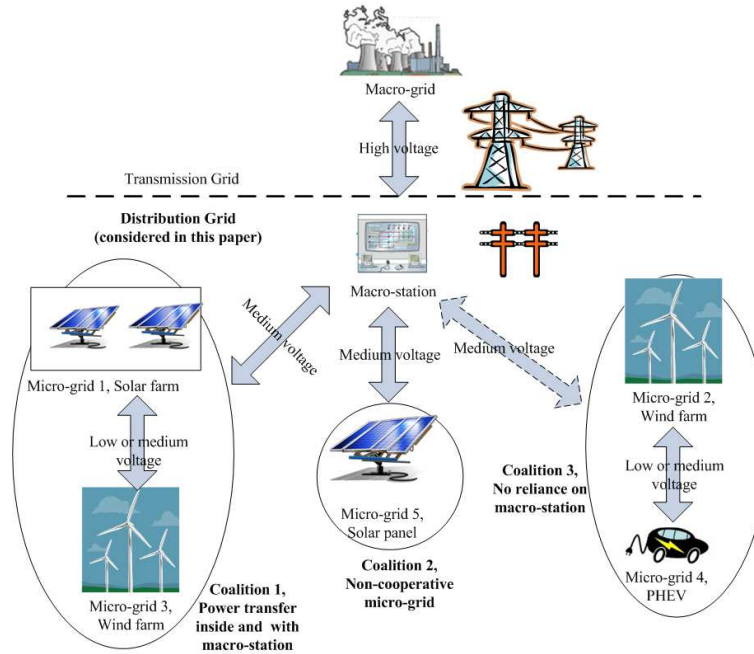 Macro-grid
High voltage
Transmission Grid
Distribution Grid
(considered in this paper)
Macro-station
Medium voltage
Medium voltage
Medium voltage
Micro-grid 1, Solar farm
Low or medium
voltage
Micro-grid 3,
Wind farm
Coalition 1,
Power transfer
inside and with
macro-station
Micro-grid 5,
Solar panel
Coalition 2,
Non-cooperative
micro-grid
Coalition 3,
No reliance on
macro-station
Micro-grid 2,
Wind farm
Low or medium
voltage
Micro-grid 4,
PHEV